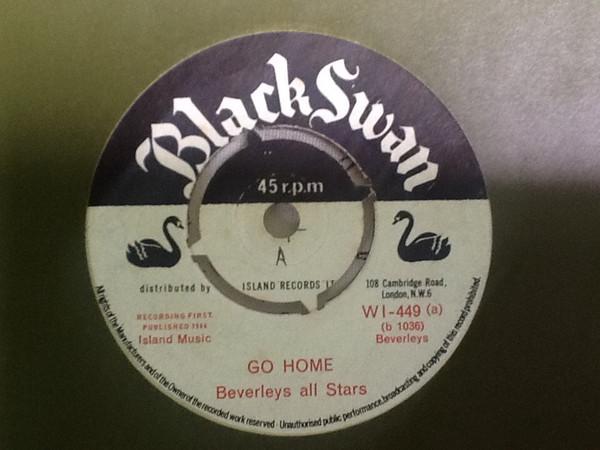 Black Swan
45 r.p.m
A
distributed by ISLAND RECORDS LT
108 Cambridge Road,
London, N.W.6
RECORDING FIRST
PUBLISHED 1964
Island Music
WI-449 (a)
(b 1036)
Beverleys
GO HOME
Beverleys all Stars
All rights of the Manufacturers and of the Owner of the recorded work reserved · Unauthorised public performance, broadcasting and copying of this record prohibited.